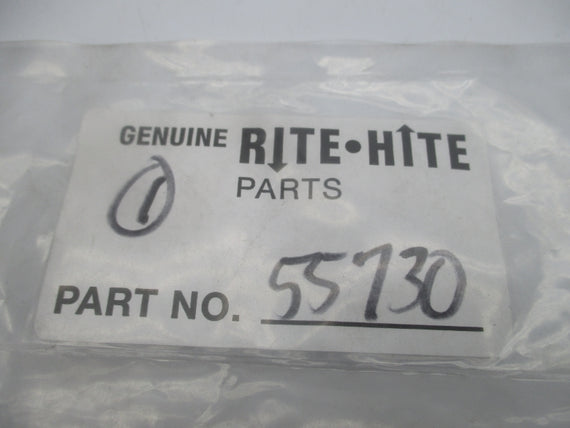 GENUINE RITE•HITE
PARTS
1
PART NO. 55730